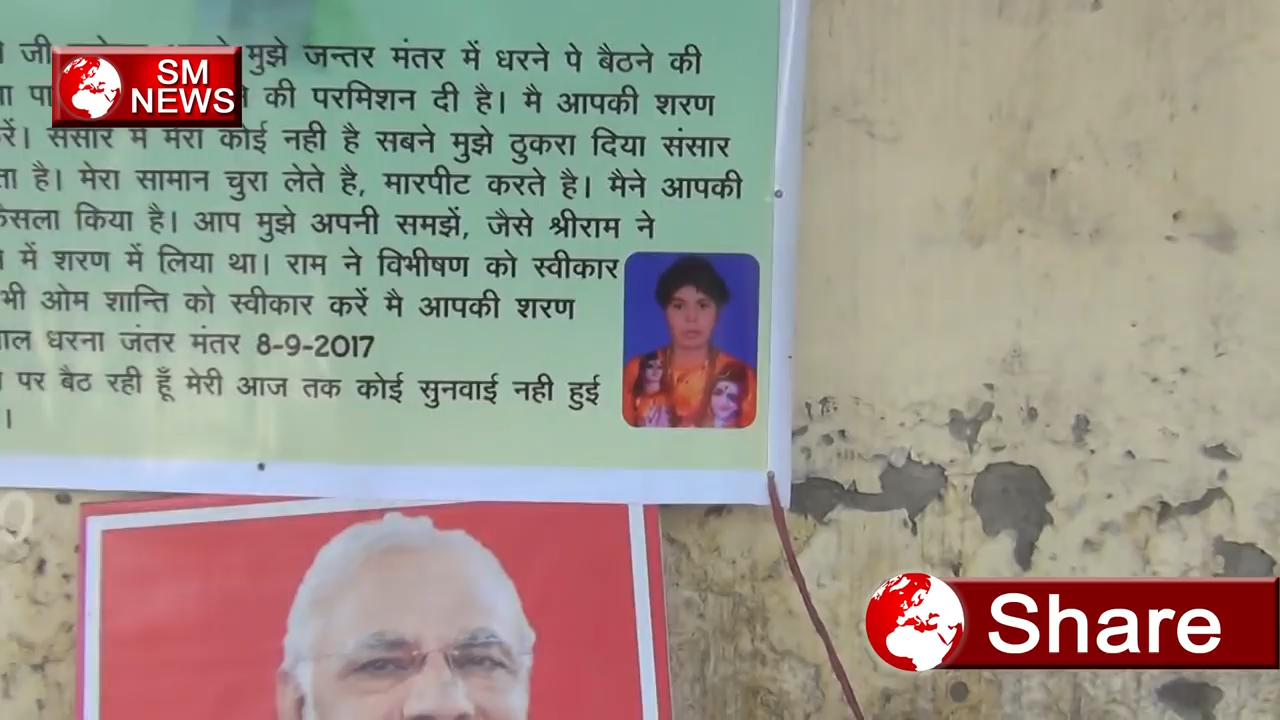 जी मुझे जन्तर मंतर में धरने पे बैठने की
SM
NEWS
की परमिशन दी है। मै आपकी शरण
संसार में मेरा कोई नही है सबने मुझे ठुकरा दिया संसार
है। मेरा सामान चुरा लेते है, मारपीट करते है। मैने आपकी
किया है। आप मुझे अपनी समझें, जैसे श्रीराम ने
में शरण में लिया था। राम ने विभीषण को स्वीकार
भी ओम शान्ति को स्वीकार करें मै आपकी शरण
धरना जंतर मंतर 8-9-2017
पर बैठ रही हूँ मेरी आज तक कोई सुनवाई नही हुई
।
Share